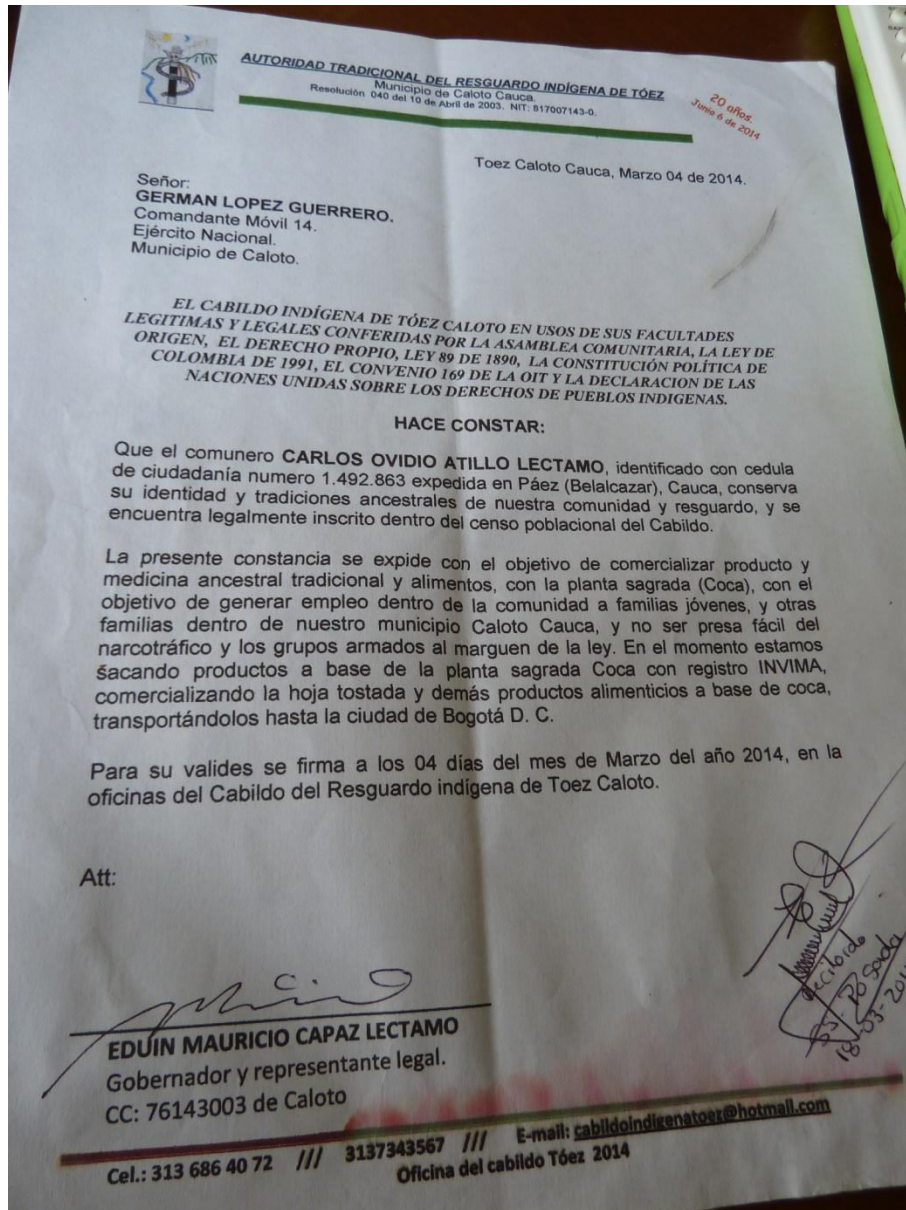 AUTORIDAD TRADICIONAL DEL RESGUARDO INDÍGENA DE TÓEZ
Municipio de Caloto Cauca.
Resolución 040 del 10 de Abril de 2003. NIT: 817007143-0.
20 años.
Junio 6 de 2014
Toez Caloto Cauca, Marzo 04 de 2014.
Señor:
GERMAN LOPEZ GUERRERO.
Comandante Móvil 14.
Ejército Nacional.
Municipio de Caloto.
EL CABILDO INDÍGENA DE TÓEZ CALOTO EN USOS DE SUS FACULTADES
LEGITIMAS Y LEGALES CONFERIDAS POR LA ASAMBLEA COMUNITARIA, LA LEY DE
ORIGEN, EL DERECHO PROPIO, LEY 89 DE 1890, LA CONSTITUCIÓN POLÍTICA DE
COLOMBIA DE 1991, EL CONVENIO 169 DE LA OIT Y LA DECLARACION DE LAS
NACIONES UNIDAS SOBRE LOS DERECHOS DE PUEBLOS INDIGENAS.
HACE CONSTAR:
Que el comunero CARLOS OVIDIO ATILLO LECTAMO, identificado con cedula
de ciudadanía numero 1.492.863 expedida en Páez (Belalcazar), Cauca, conserva
su identidad y tradiciones ancestrales de nuestra comunidad y resguardo, y se
encuentra legalmente inscrito dentro del censo poblacional del Cabildo.
La presente constancia se expide con el objetivo de comercializar producto y
medicina ancestral tradicional y alimentos, con la planta sagrada (Coca), con el
objetivo de generar empleo dentro de la comunidad a familias jóvenes, y otras
familias dentro de nuestro municipio Caloto Cauca, y no ser presa fácil del
narcotráfico y los grupos armados al marguen de la ley. En el momento estamos
sacando productos a base de la planta sagrada Coca con registro INVIMA,
comercializando la hoja tostada y demás productos alimenticios a base de coca,
transportándolos hasta la ciudad de Bogotá D. C.
Para su valides se firma a los 04 días del mes de Marzo del año 2014, en la
oficinas del Cabildo del Resguardo indígena de Toez Caloto.
Att:
recibido
SS. Posada
18-03-201
EDUIN MAURICIO CAPAZ LECTAMO
Gobernador y representante legal.
CC: 76143003 de Caloto
Cel.: 313 686 40 72 /// 3137343567 /// E-mail: cabildoindigenatoez@hotmail.com
Oficina del cabildo Tóez 2014